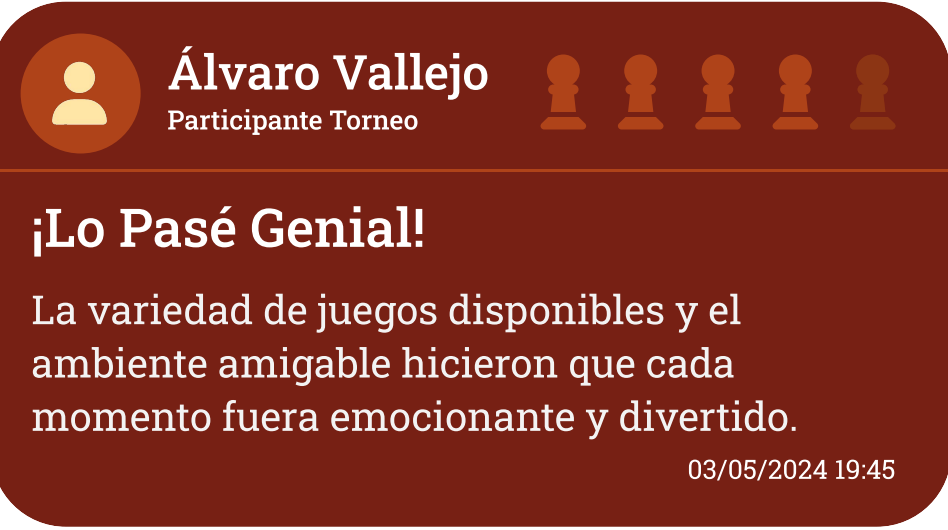 Álvaro Vallejo
Participante Torneo
¡Lo Pasé Genial!
La variedad de juegos disponibles y el
ambiente amigable hicieron que cada
momento fuera emocionante y divertido.
03/05/2024 19:45